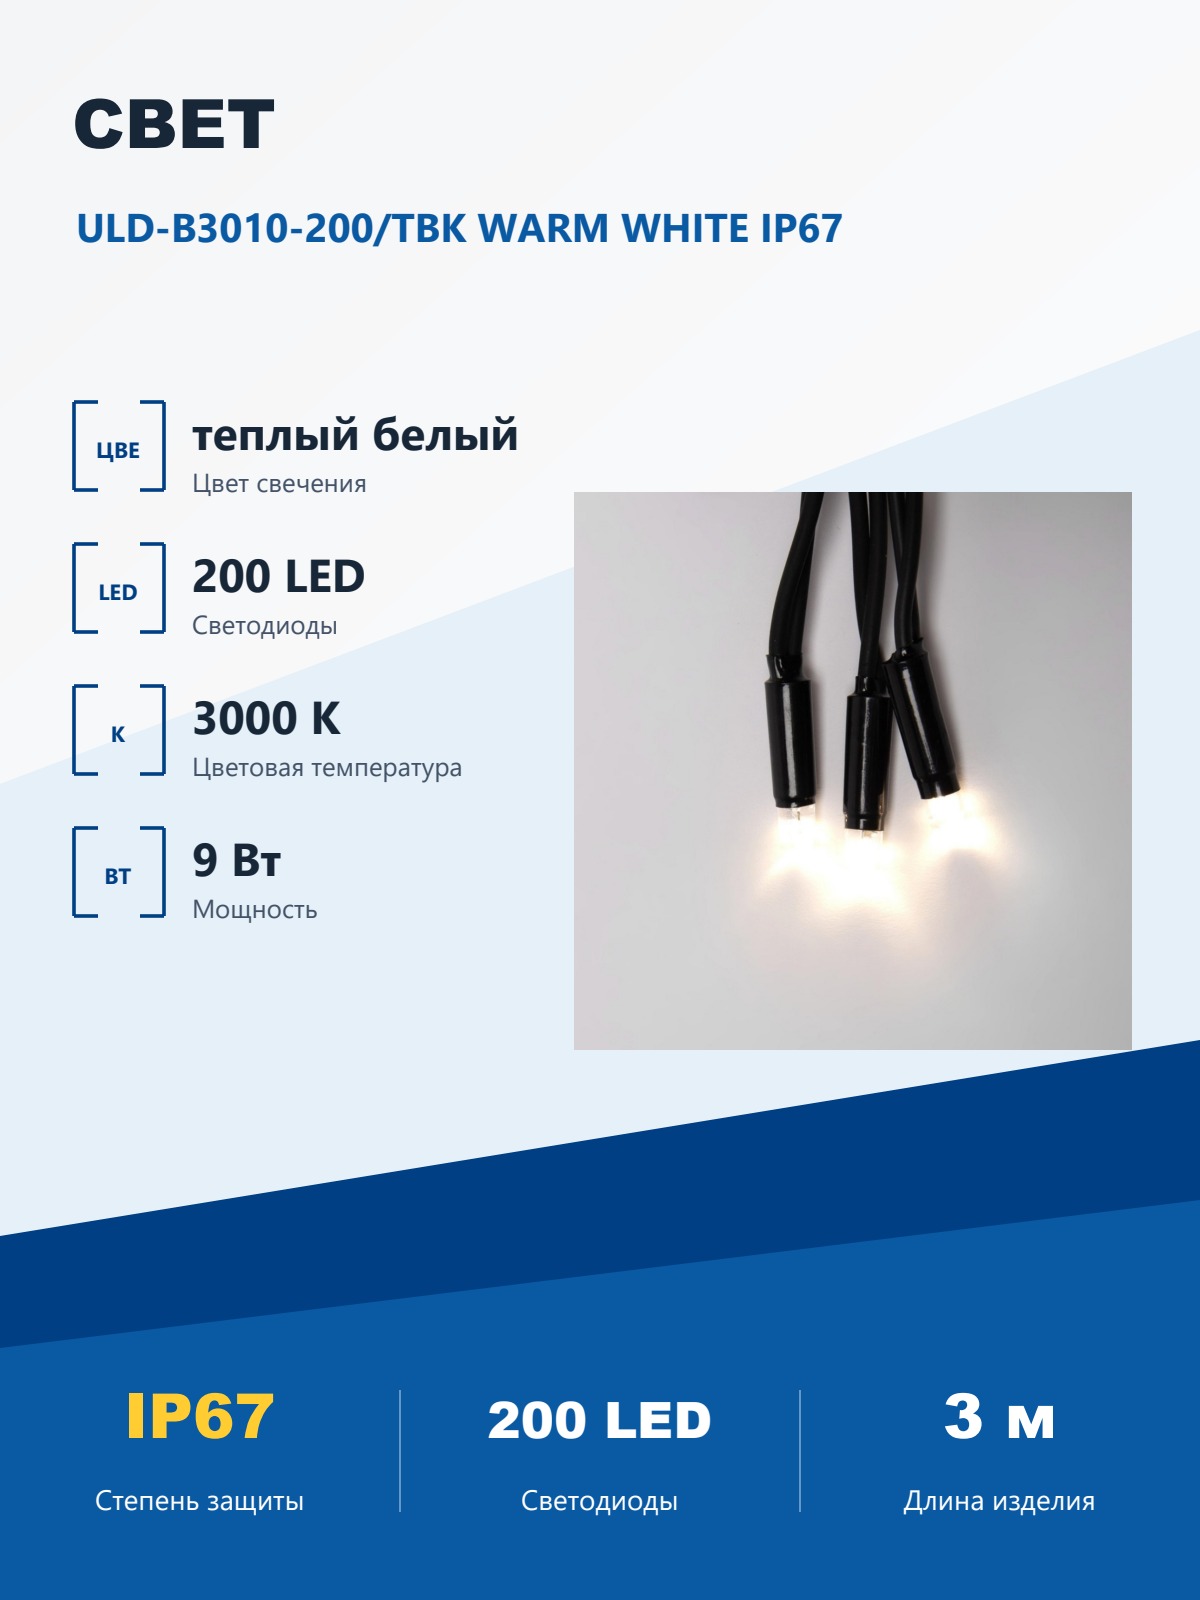 СВЕТ
ULD-B3010-200/TBK WARM WHITE IP67
ЦВЕ
теплый белый
Цвет свечения
LED
200 LED
Светодиоды
К
3000 К
Цветовая температура
ВТ
9 Вт
Мощность
IP67
Степень защиты
200 LED
Светодиоды
3 м
Длина изделия